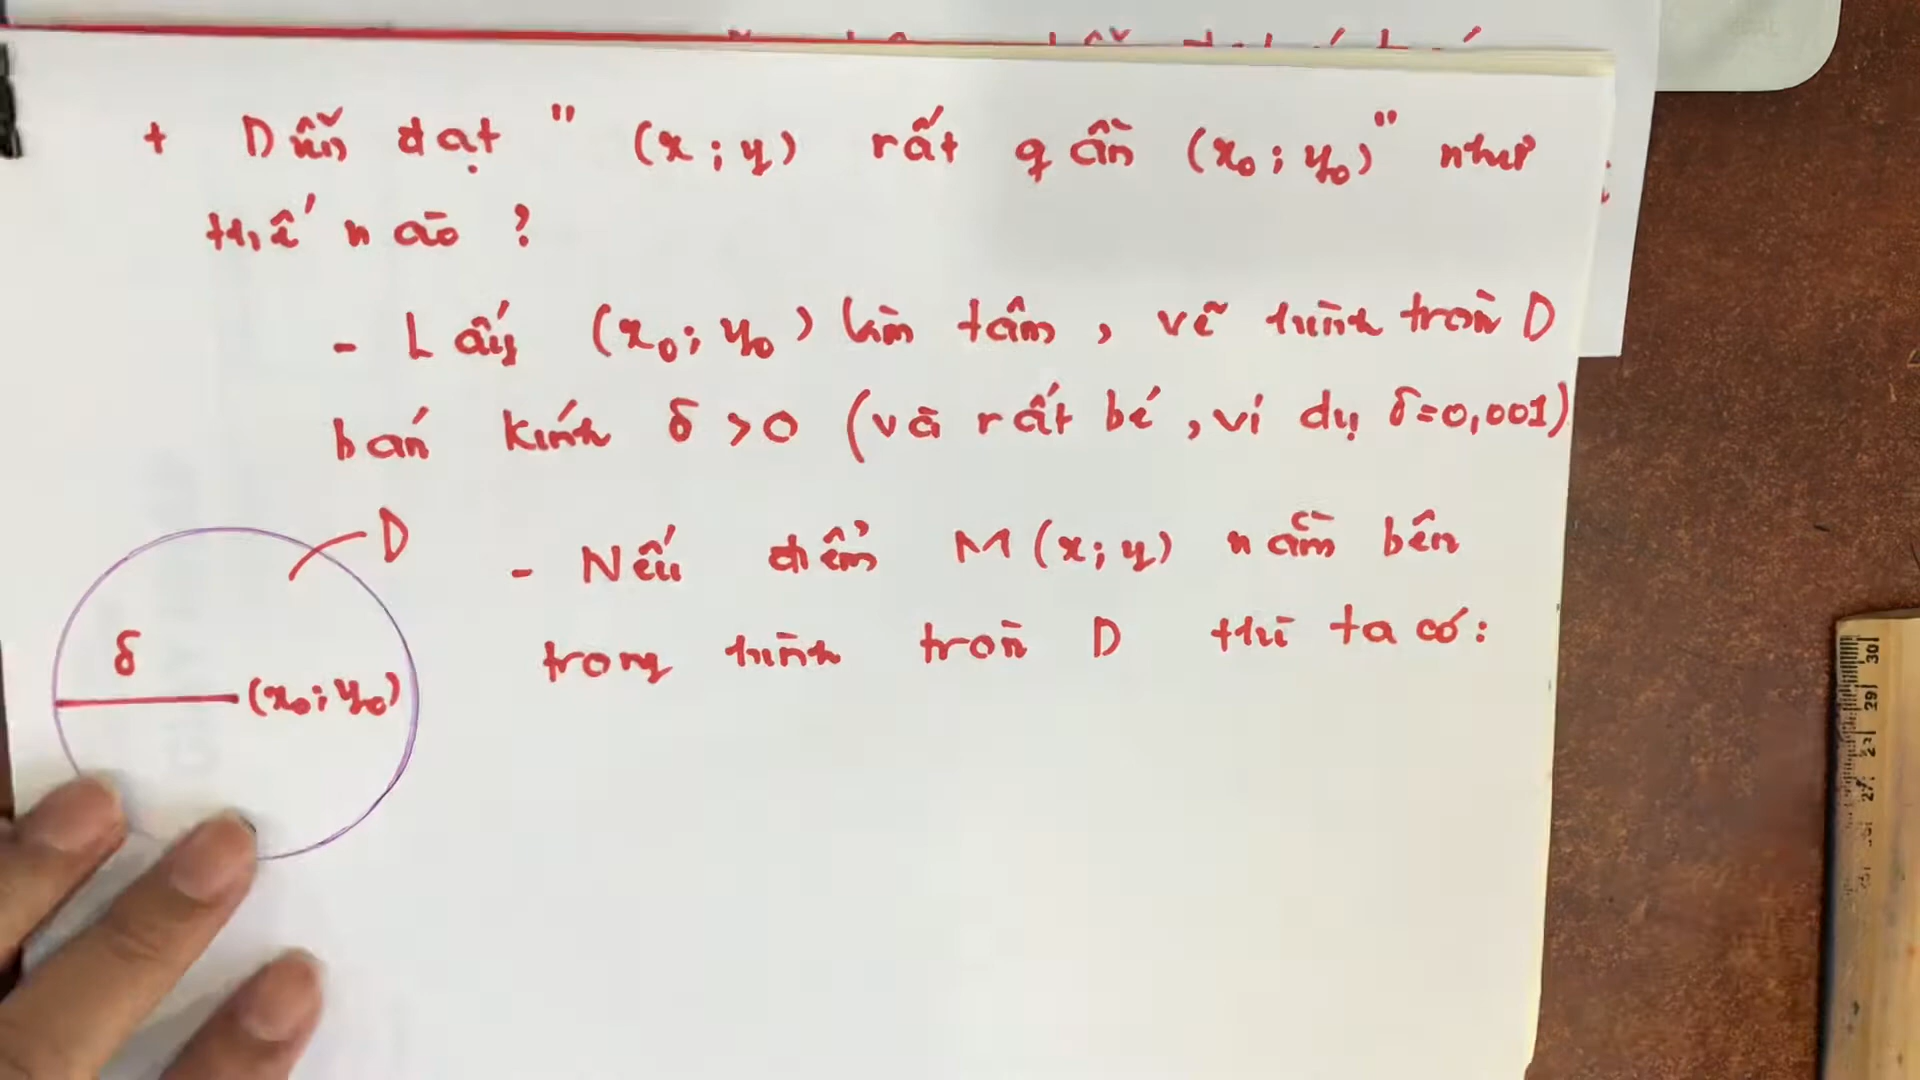 + Diễn đạt " (x ; y) rất gần (x₀ ; y₀) " như
thế nào ?
- Lấy (x₀ ; y₀) làm tâm , vẽ hình tròn D
bán kính δ > 0 (và rất bé , ví dụ δ = 0,001)
D
δ
(x₀ ; y₀)
- Nếu điểm M (x ; y) nằm bên
trong hình tròn D thì ta có :
30
29